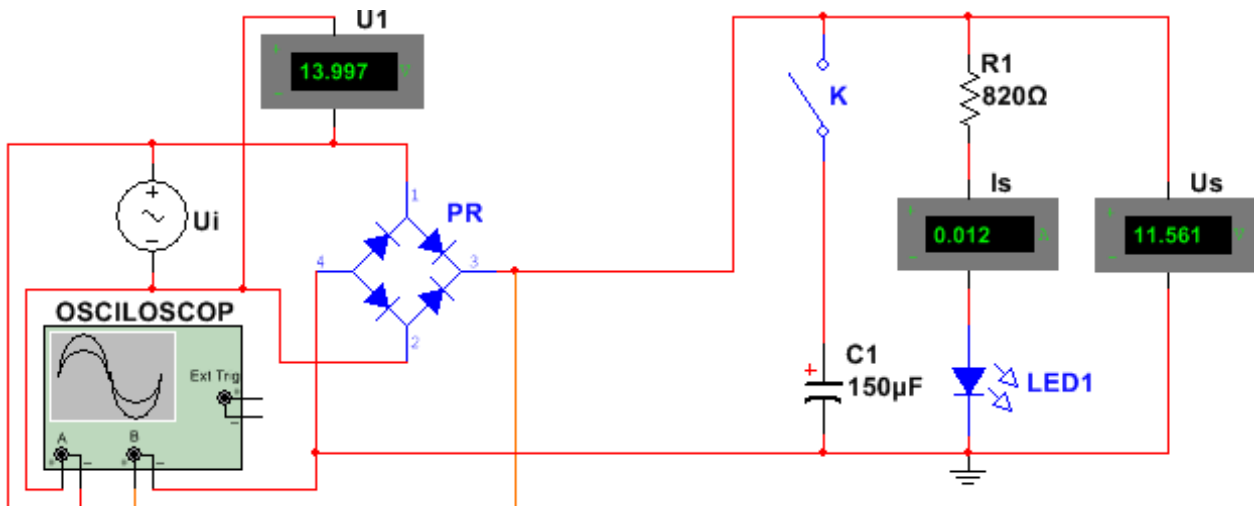 U1
+
13.997 V
−
K
R1
820Ω
Is
+
0.012 A
−
Us
+
11.561 V
−
+
−
Ui
1
PR
4
3
2
OSCILOSCOP
Ext Trig
+
−
A
B
+ −
+ −
+
C1
150µF
LED1